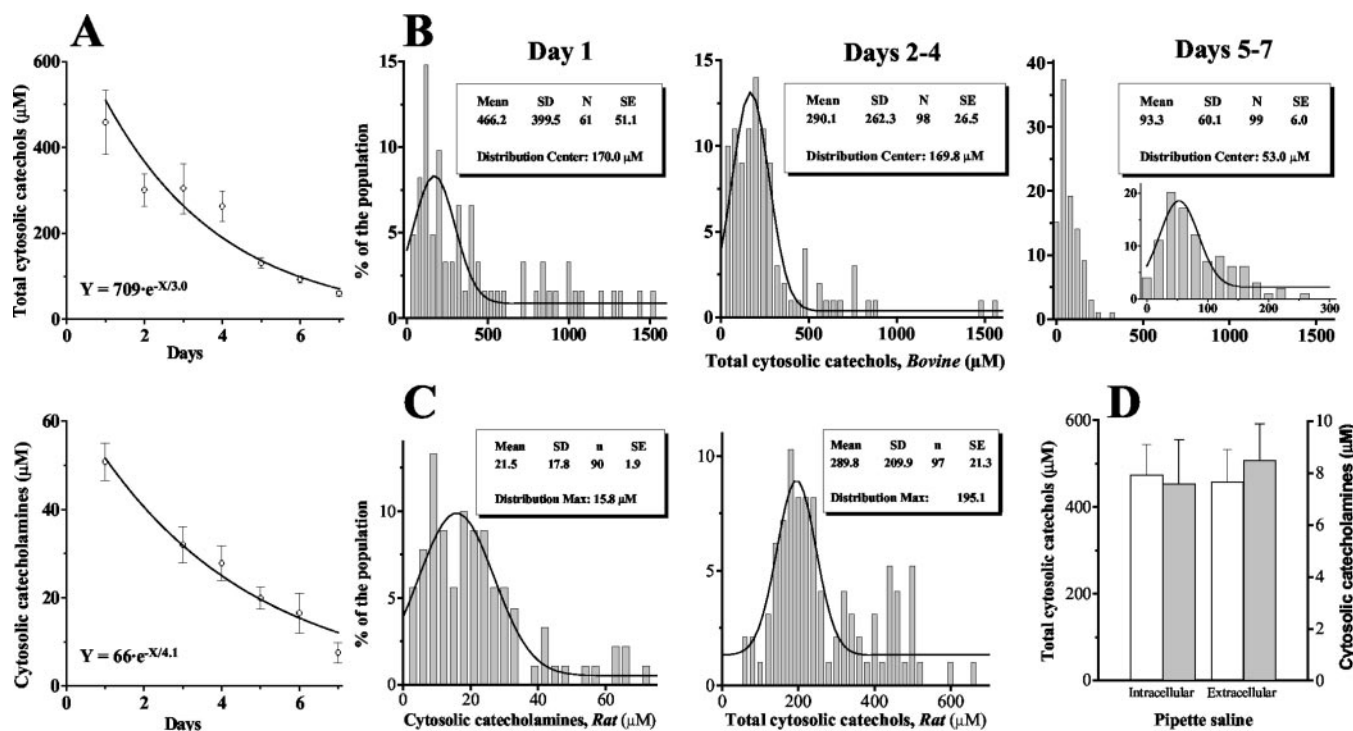 A
B
Day 1
Days 2-4
Days 5-7
Total cytosolic catechols (μM)
600
400
200
0
Y = 709·e-X/3.0
0 2 4 6
Days
% of the population
15
10
5
0
Mean SD N SE
466.2 399.5 61 51.1
Distribution Center: 170.0 μM
0 500 1000 1500
15
10
5
0
Mean SD N SE
290.1 262.3 98 26.5
Distribution Center: 169.8 μM
0 500 1000 1500
40
30
20
10
0
Mean SD N SE
93.3 60.1 99 6.0
Distribution Center: 53.0 μM
20
10
0
0 100 200 300
0 500 1000 1500
Total cytosolic catechols, Bovine (μM)
Cytosolic catecholamines (μM)
60
40
20
0
Y = 66·e-X/4.1
0 2 4 6
Days
C
% of the population
15
10
5
0
Mean SD n SE
21.5 17.8 90 1.9
Distribution Max: 15.8 μM
0 20 40 60
Cytosolic catecholamines, Rat (μM)
10
5
0
Mean SD n SE
289.8 209.9 97 21.3
Distribution Max: 195.1
0 200 400 600
Total cytosolic catechols, Rat (μM)
D
Total cytosolic catechols (μM)
600
400
200
0
10
8
6
4
2
0
Cytosolic catecholamines (μM)
Intracellular Extracellular
Pipette saline